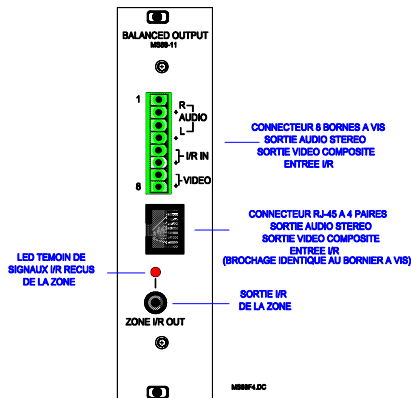 BALANCED OUTPUT
MS69-11
1
R
AUDIO
L
I/R IN
VIDEO
8
CONNECTEUR 8 BORNES A VIS
SORTIE AUDIO STEREO
SORTIE VIDEO COMPOSITE
ENTREE I/R
CONNECTEUR RJ-45 A 4 PAIRES
SORTIE AUDIO STEREO
SORTIE VIDEO COMPOSITE
ENTREE I/R
(BROCHAGE IDENTIQUE AU BORNIER A VIS)
LED TEMOIN DE
SIGNAUX I/R RECUS
DE LA ZONE
SORTIE I/R
DE LA ZONE
ZONE I/R OUT
MS69F4.DC